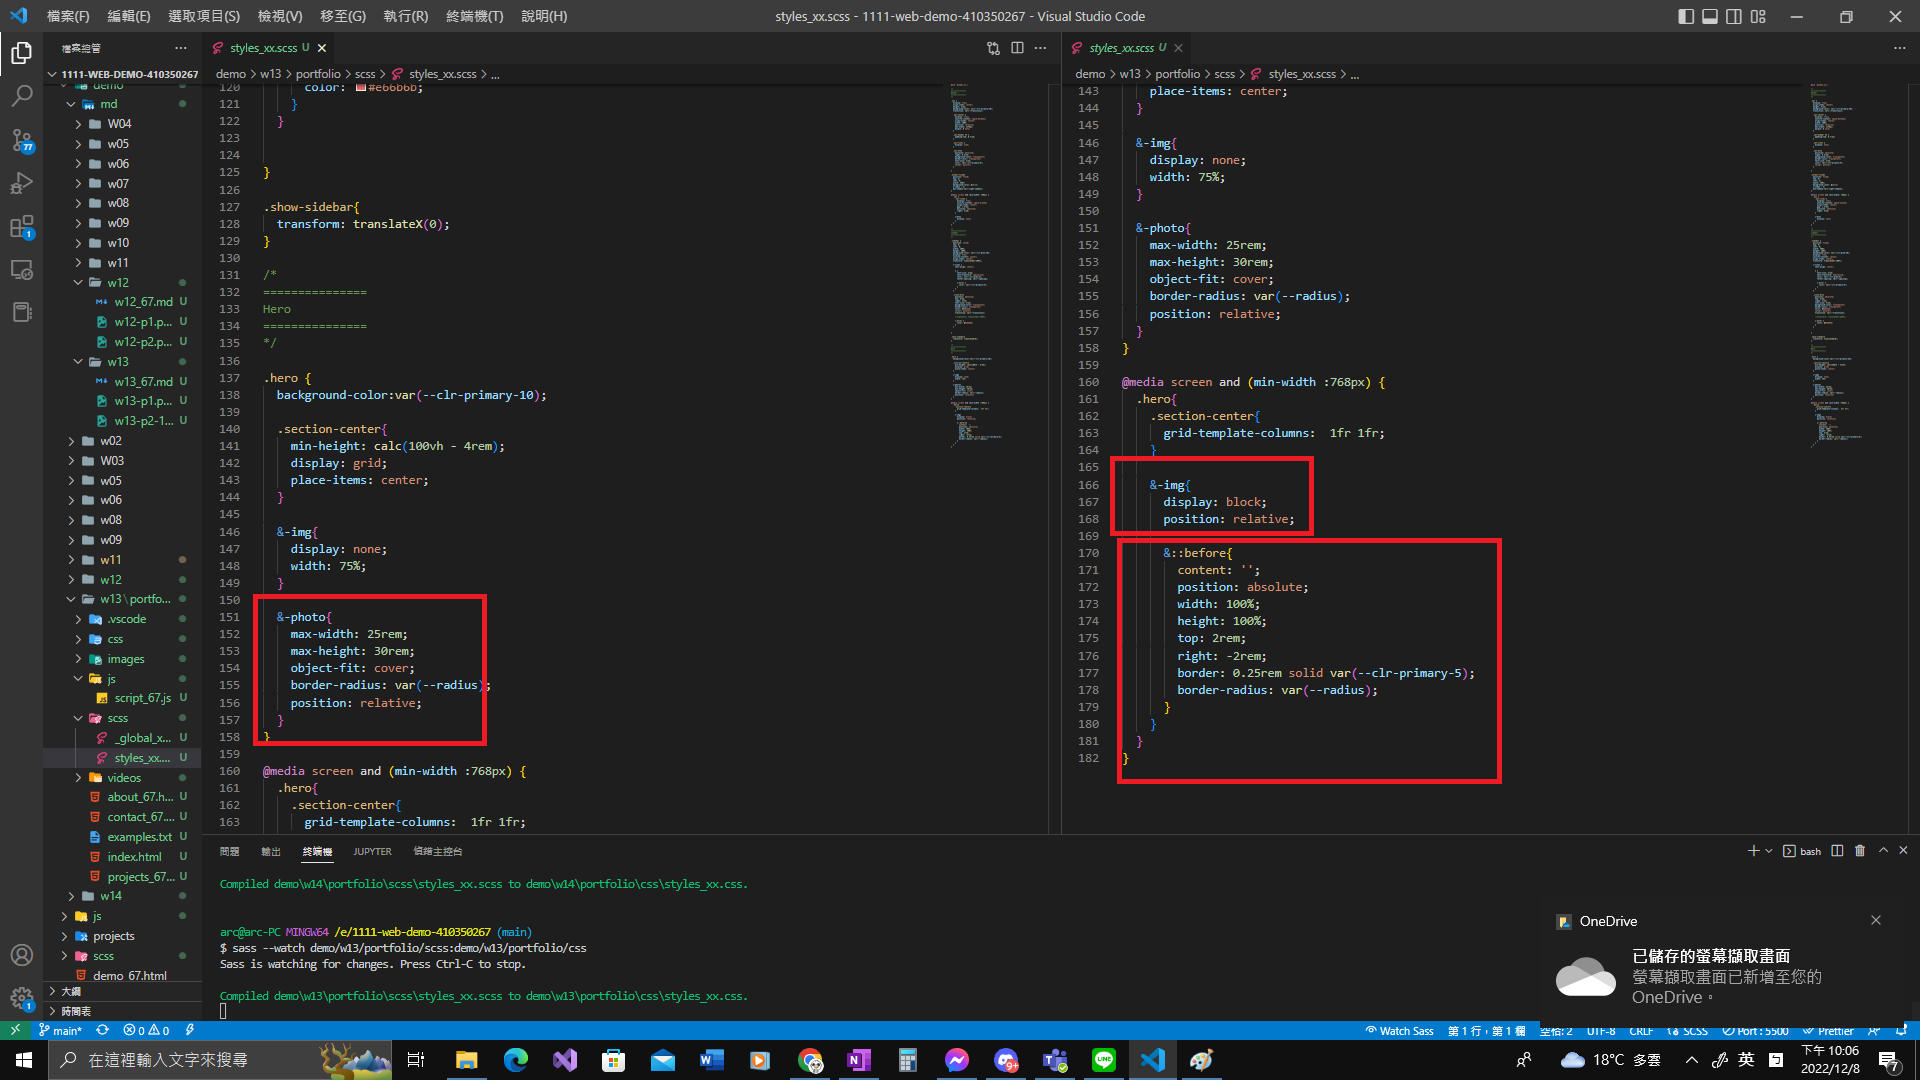 檔案(F) 編輯(E) 選取項目(S) 檢視(V) 移至(G) 執行(R) 終端機(T) 說明(H)
styles_xx.scss - 1111-web-demo-410350267 - Visual Studio Code
檔案總管
1111-WEB-DEMO-410350267
demo
md
W04
w05
w06
w07
w08
w09
w10
w11
w12
w12_67.md U
w12-p1.p... U
w12-p2.p... U
w13
w13_67.md U
w13-p1.p... U
w13-p2-1... U
w02
W03
w05
w06
w08
w09
w11
w12
w13\portfo...
.vscode
css
images
js
script_67.js U
scss
_global_x... U
styles_xx.... U
videos
about_67.h... U
contact_67.... U
examples.txt U
index.html U
projects_67... U
w14
js
projects
scss
demo_67.html
大綱
時間表
styles_xx.scss U
demo > w13 > portfolio > scss > styles_xx.scss > ...
120 color: #e66b6b;
121 }
122 }
123
124
125 }
126
127 .show-sidebar{
128 transform: translateX(0);
129 }
130
131 /*
132 ===============
133 Hero
134 ===============
135 */
136
137 .hero {
138 background-color:var(--clr-primary-10);
139
140 .section-center{
141 min-height: calc(100vh - 4rem);
142 display: grid;
143 place-items: center;
144 }
145
146 &-img{
147 display: none;
148 width: 75%;
149 }
150
151 &-photo{
152 max-width: 25rem;
153 max-height: 30rem;
154 object-fit: cover;
155 border-radius: var(--radius);
156 position: relative;
157 }
158 }
159
160 @media screen and (min-width :768px) {
161 .hero{
162 .section-center{
163 grid-template-columns:  1fr 1fr;
styles_xx.scss U
demo > w13 > portfolio > scss > styles_xx.scss > ...
143 place-items: center;
144 }
145
146 &-img{
147 display: none;
148 width: 75%;
149 }
150
151 &-photo{
152 max-width: 25rem;
153 max-height: 30rem;
154 object-fit: cover;
155 border-radius: var(--radius);
156 position: relative;
157 }
158 }
159
160 @media screen and (min-width :768px) {
161 .hero{
162 .section-center{
163 grid-template-columns:  1fr 1fr;
164 }
165
166 &-img{
167 display: block;
168 position: relative;
169
170 &::before{
171 content: '';
172 position: absolute;
173 width: 100%;
174 height: 100%;
175 top: 2rem;
176 right: -2rem;
177 border: 0.25rem solid var(--clr-primary-5);
178 border-radius: var(--radius);
179 }
180 }
181 }
182 }
問題 輸出 終端機 JUPYTER 偵錯主控台
bash
Compiled demo\w14\portfolio\scss\styles_xx.scss to demo\w14\portfolio\css\styles_xx.css.
arc@arc-PC MINGW64 /e/1111-web-demo-410350267 (main)
$ sass --watch demo/w13/portfolio/scss:demo/w13/portfolio/css
Sass is watching for changes. Press Ctrl-C to stop.
Compiled demo\w13\portfolio\scss\styles_xx.scss to demo\w13\portfolio\css\styles_xx.css.
OneDrive
已儲存的螢幕擷取畫面
螢幕擷取畫面已新增至您的
OneDrive。
77
1
1
main* 0 0 Watch Sass 第 1 行，第 1 欄 空格: 2 UTF-8 CRLF SCSS Port : 5500 Prettier
在這裡輸入文字來搜尋
9+
18°C 多雲
英
下午 10:06
2022/12/8
7